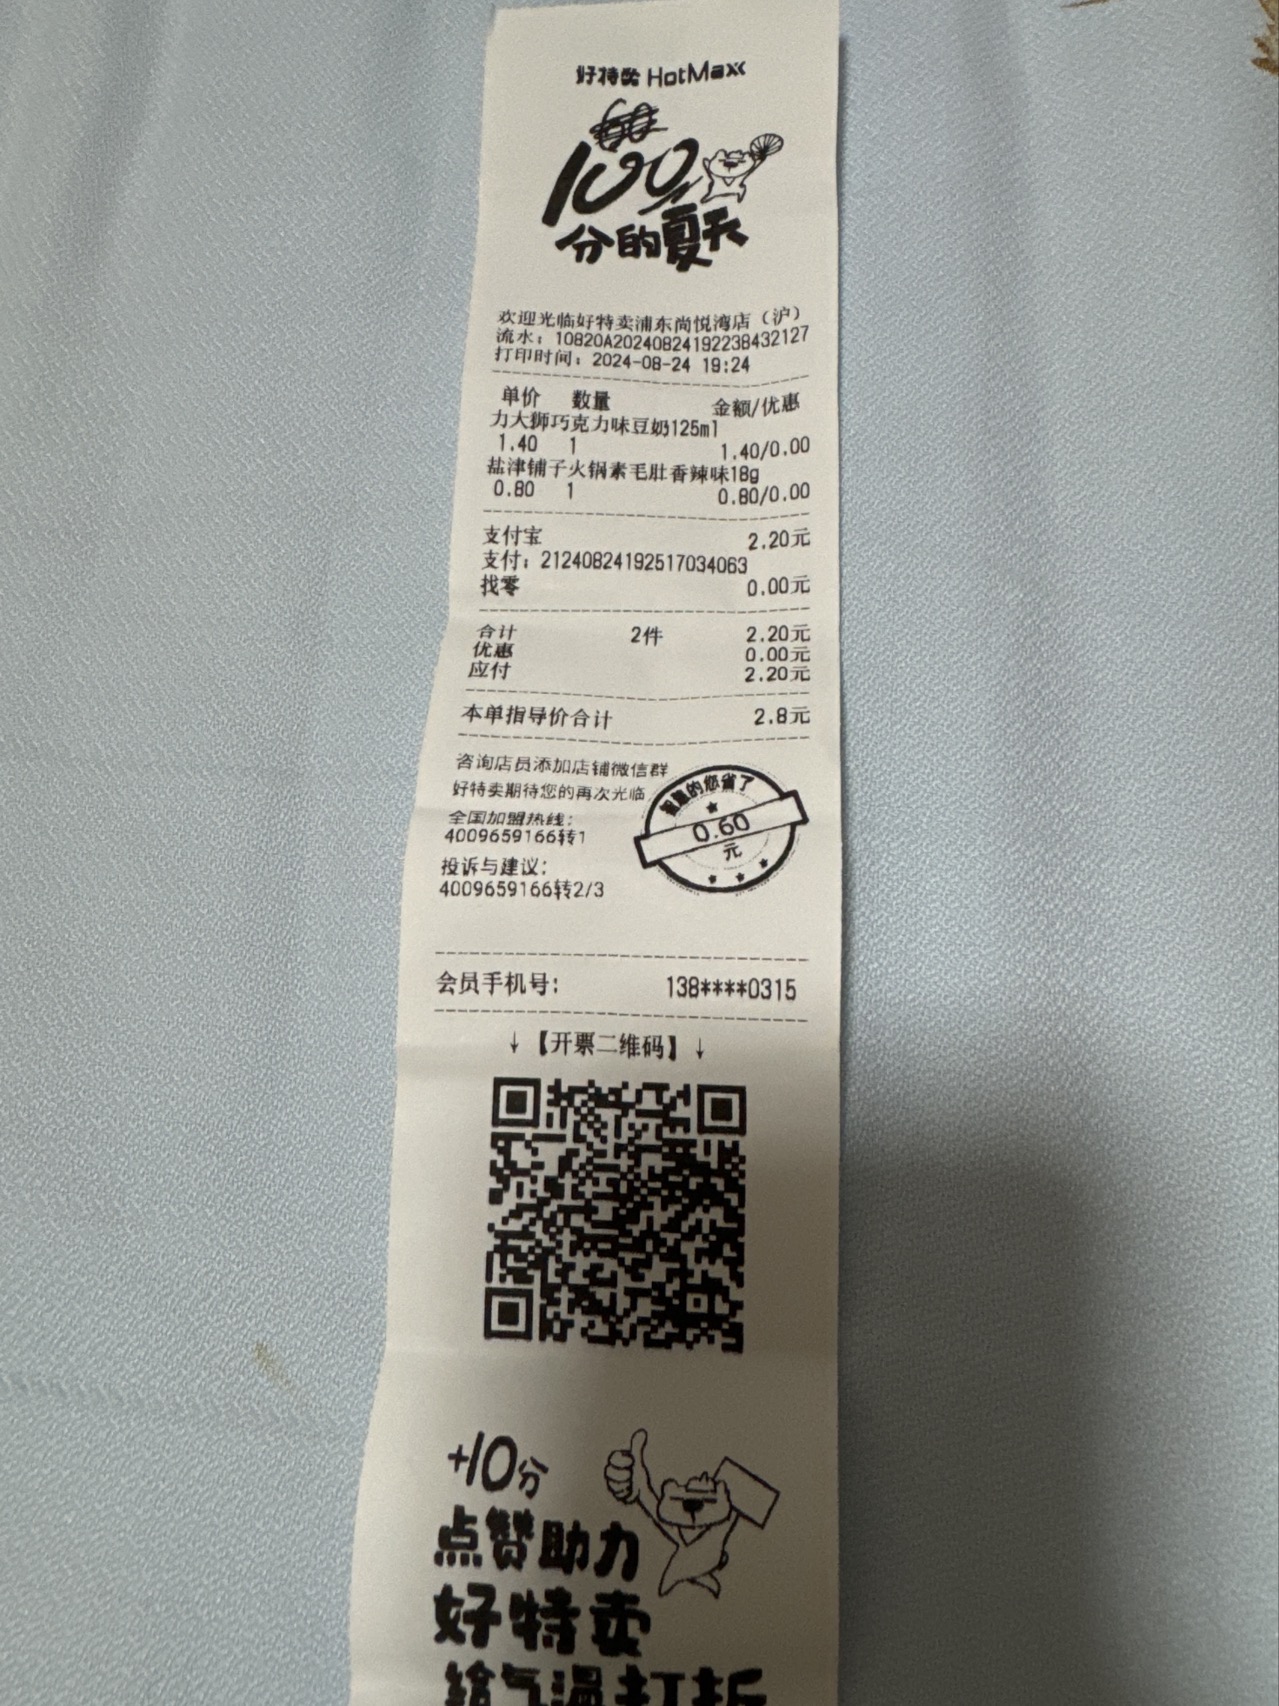 好特卖 HotMaxx
100
分的夏天
欢迎光临好特卖浦东尚悦湾店（沪）
流水：10820A20240824192238432127
打印时间：2024-08-24 19:24
单价 数量 金额/优惠
力大狮巧克力味豆奶125ml
1.40 1 1.40/0.00
盐津铺子火锅素毛肚香辣味18g
0.80 1 0.80/0.00
支付宝 2.20元
支付：21240824192517034063
找零 0.00元
合计 2件 2.20元
优惠 0.00元
应付 2.20元
本单指导价合计 2.8元
咨询店员添加店铺微信群
好特卖期待您的再次光临
全国加盟热线：
4009659166转1
投诉与建议：
4009659166转2/3
的您省了
0.60
元
会员手机号： 138****0315
↓【开票二维码】↓
+10分
点赞助力
好特卖
给气温打折